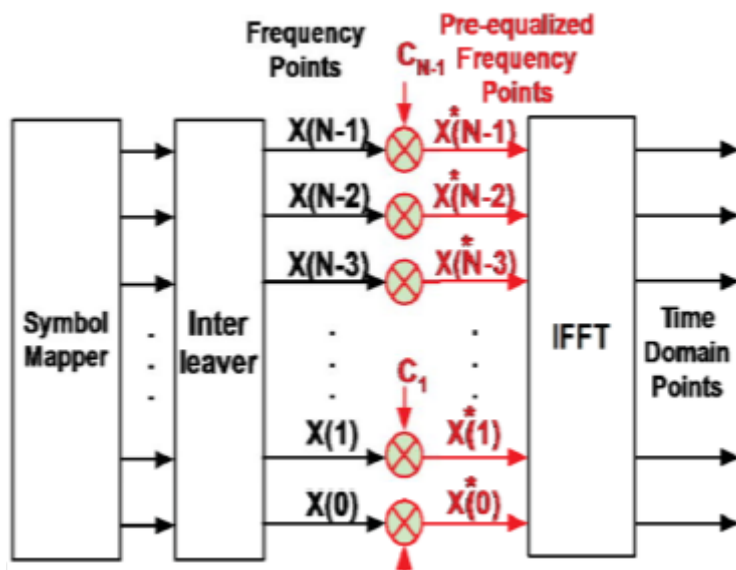 Frequency
Points
Pre-equalized
Frequency
Points
C_{N-1}
X(N-1)
X*(N-1)
X(N-2)
X*(N-2)
X(N-3)
X*(N-3)
Symbol
Mapper
Inter
leaver
IFFT
Time
Domain
Points
C_1
X(1)
X*(1)
X(0)
X*(0)